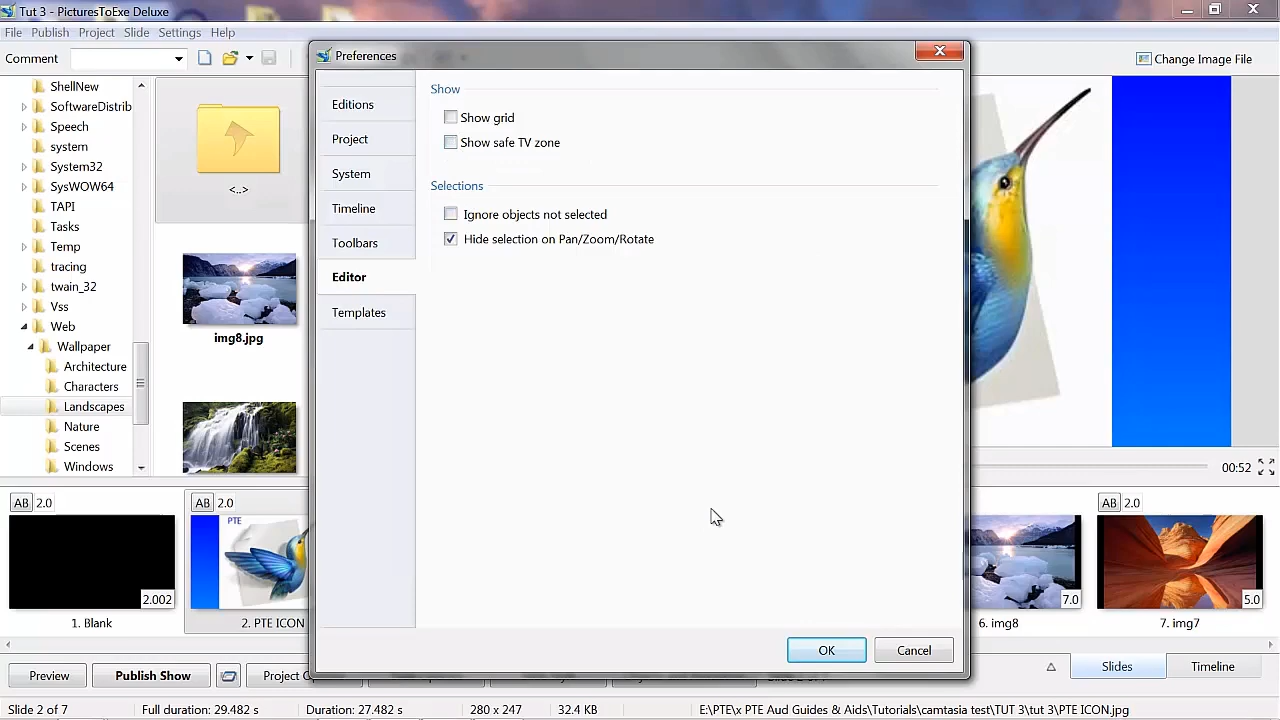 Tut 3 - PicturesToExe Deluxe
File Publish Project Slide Settings Help
Comment
Change Image File
ShellNew
SoftwareDistrib
Speech
system
System32
SysWOW64
TAPI
Tasks
Temp
tracing
twain_32
Vss
Web
Wallpaper
Architecture
Characters
Landscapes
Nature
Scenes
Windows
<..>
img8.jpg
Preferences
Editions
Project
System
Timeline
Toolbars
Editor
Templates
Show
Show grid
Show safe TV zone
Selections
Ignore objects not selected
Hide selection on Pan/Zoom/Rotate
OK
Cancel
00:52
AB 2.0
2.002
1. Blank
AB 2.0
PTE
2. PTE ICON
7.0
6. img8
AB 2.0
5.0
7. img7
Preview
Publish Show
Project
Slides
Timeline
Slide 2 of 7
Full duration: 29.482 s
Duration: 27.482 s
280 x 247
32.4 KB
E:\PTE\x PTE Aud Guides & Aids\Tutorials\camtasia test\TUT 3\tut 3\PTE ICON.jpg